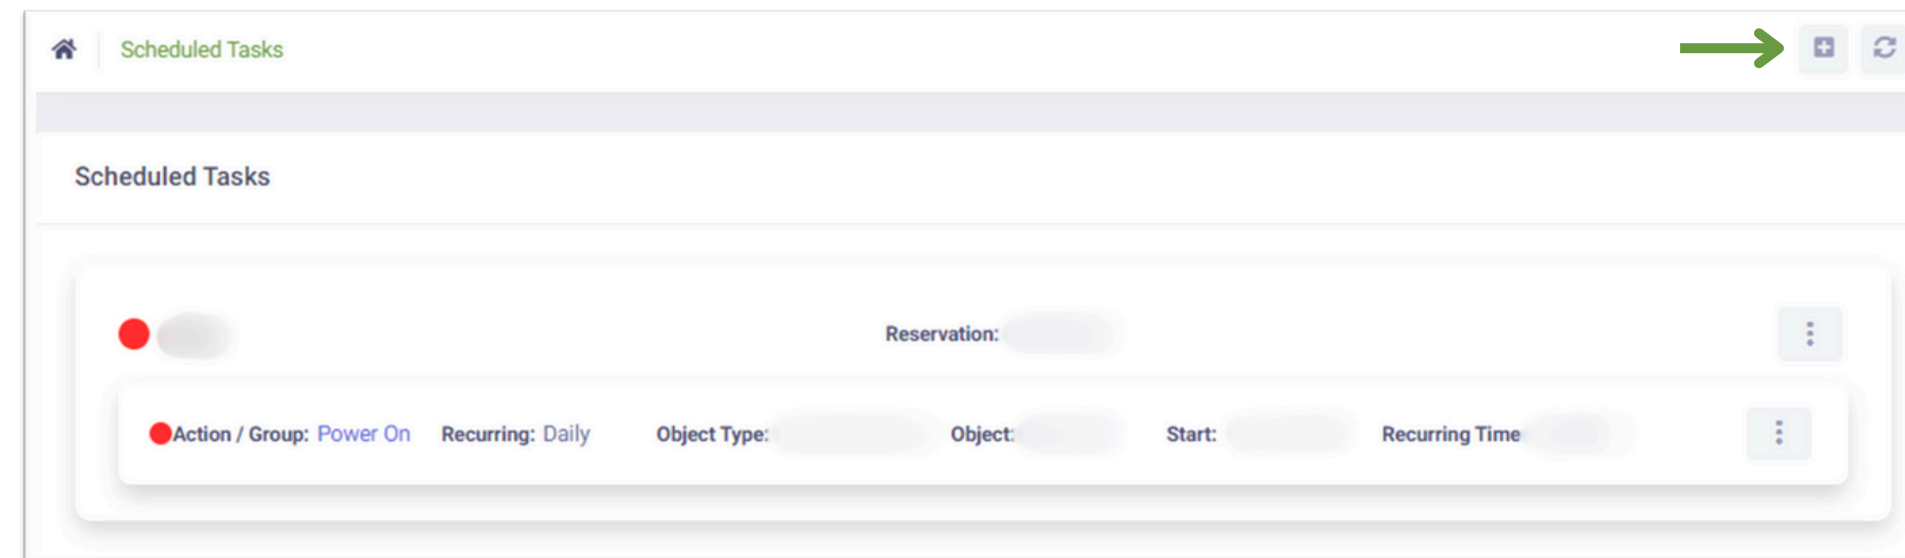 Scheduled Tasks
Scheduled Tasks
Reservation:
Action / Group: Power On Recurring: Daily Object Type: Object: Start: Recurring Time